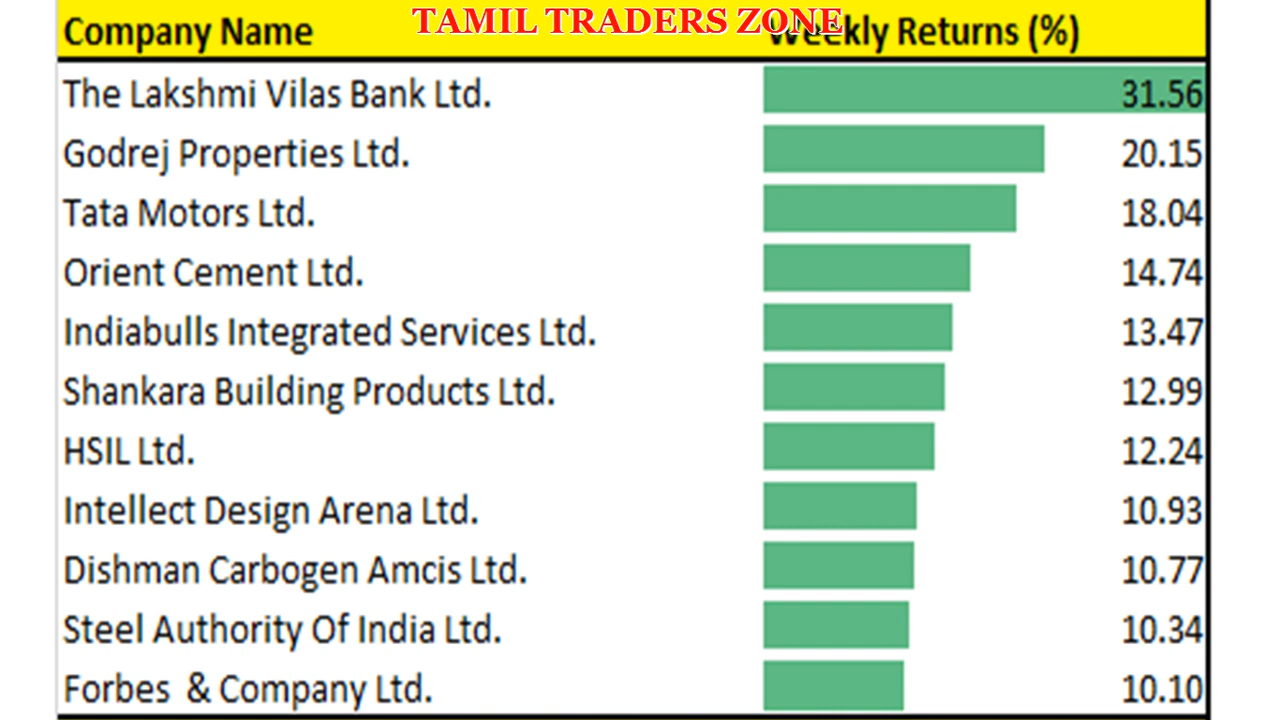 TAMIL TRADERS ZONE
Company Name Weekly Returns (%)
The Lakshmi Vilas Bank Ltd. 31.56
Godrej Properties Ltd. 20.15
Tata Motors Ltd. 18.04
Orient Cement Ltd. 14.74
Indiabulls Integrated Services Ltd. 13.47
Shankara Building Products Ltd. 12.99
HSIL Ltd. 12.24
Intellect Design Arena Ltd. 10.93
Dishman Carbogen Amcis Ltd. 10.77
Steel Authority Of India Ltd. 10.34
Forbes & Company Ltd. 10.10